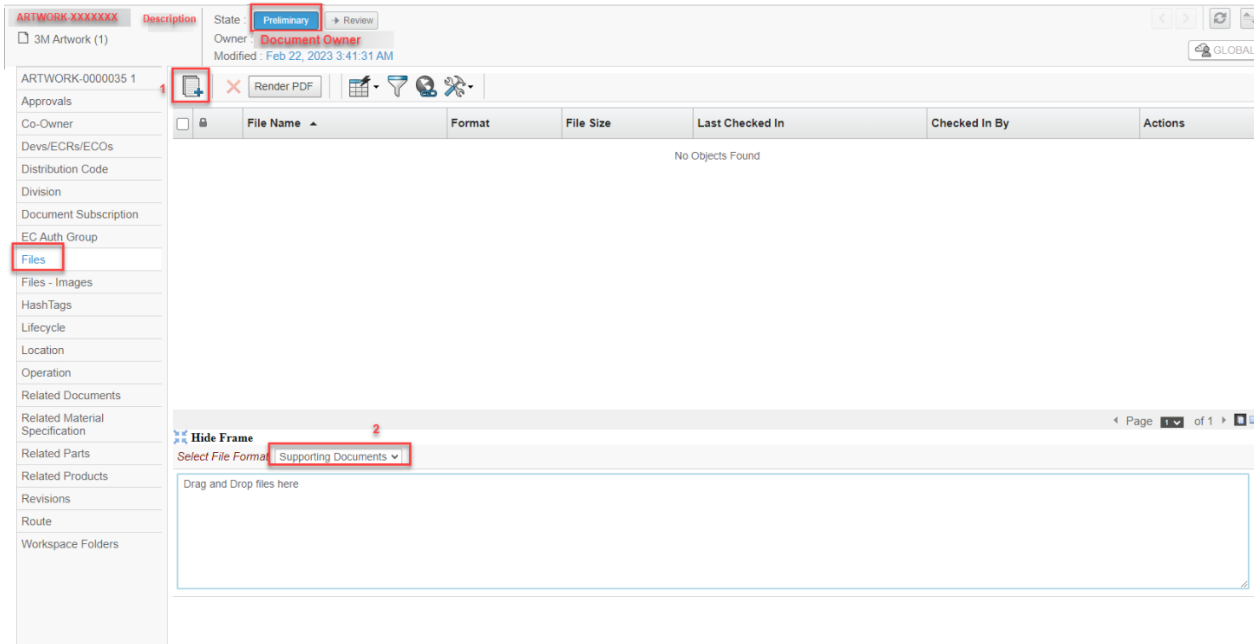 ARTWORK-XXXXXXX Description
3M Artwork (1)
State : Preliminary Review
Owner : Document Owner
Modified : Feb 22, 2023 3:41:31 AM
GLOBAL
ARTWORK-0000035 1
Approvals
Co-Owner
Devs/ECRs/ECOs
Distribution Code
Division
Document Subscription
EC Auth Group
Files
Files - Images
HashTags
Lifecycle
Location
Operation
Related Documents
Related Material
Specification
Related Parts
Related Products
Revisions
Route
Workspace Folders
1
Render PDF
File Name Format File Size Last Checked In Checked In By Actions
No Objects Found
Page 1 of 1
Hide Frame
2
Select File Format Supporting Documents
Drag and Drop files here